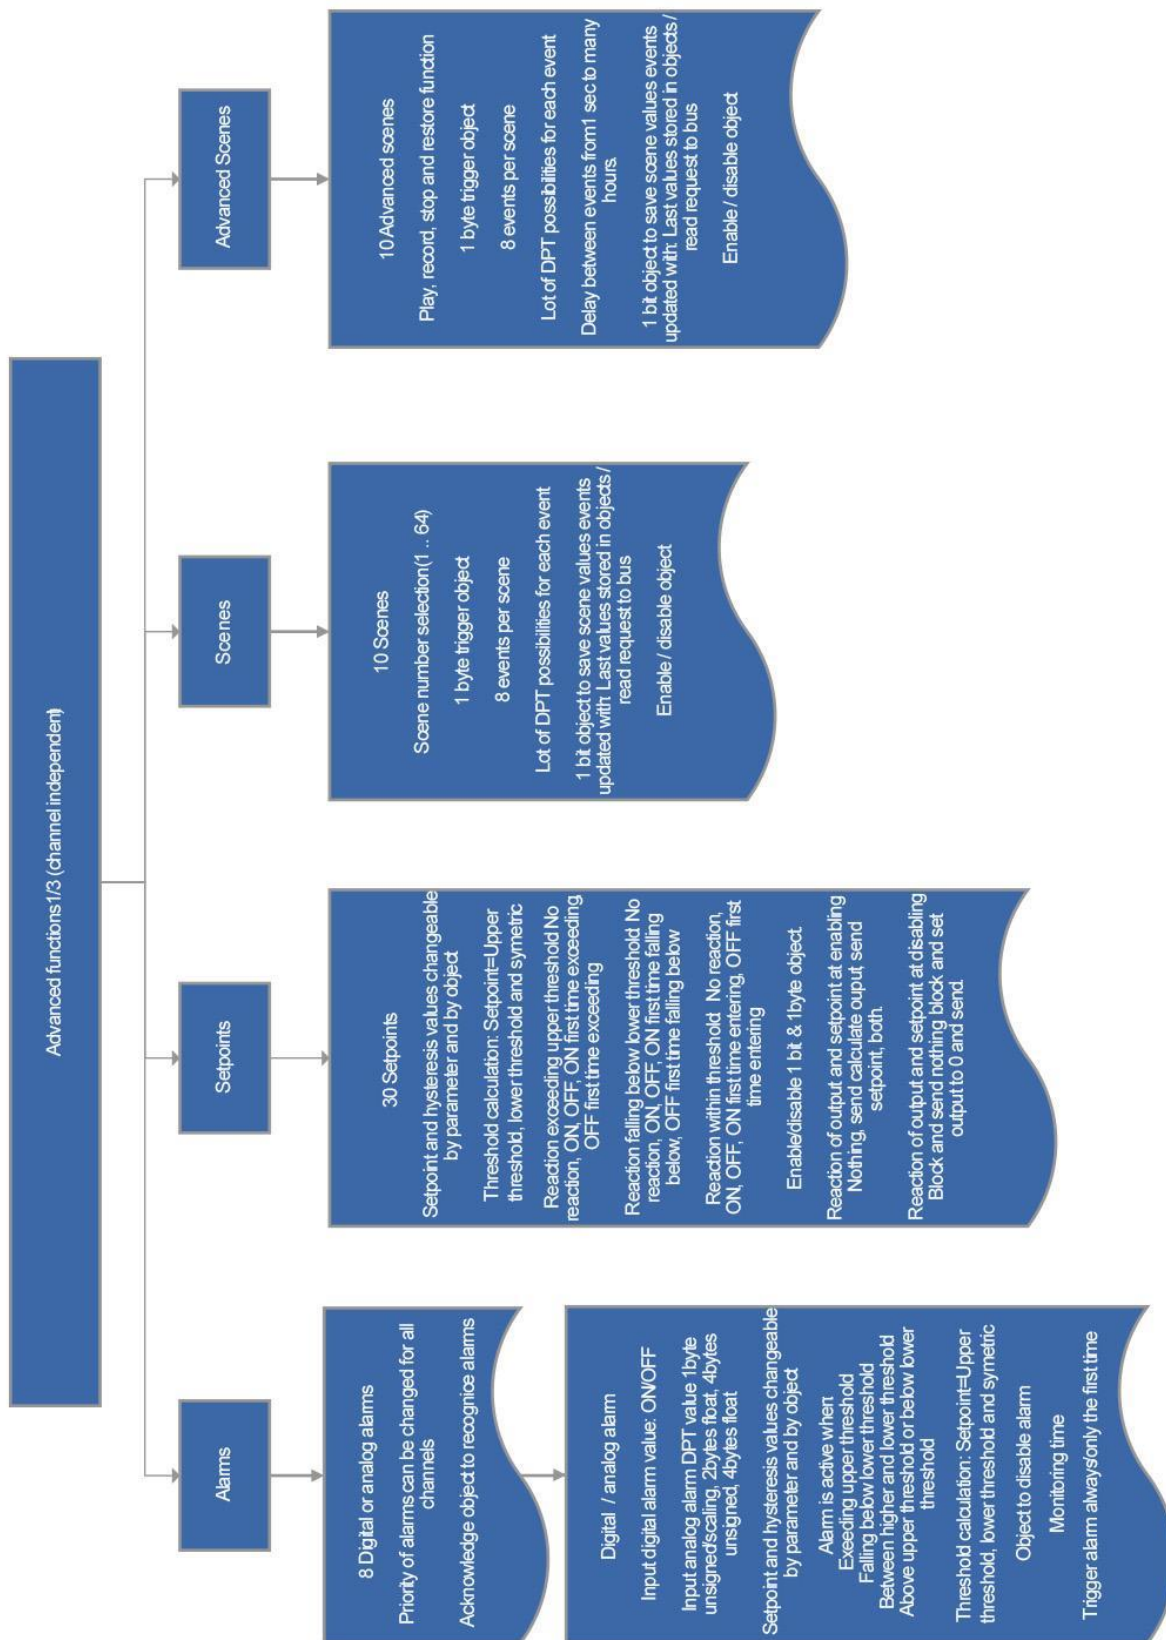 Advanced functions1/3 (channel independent)
Alarms
8 Digital or analog alarms
Priority of alarms can be changed for all
channels
Acknowledge object to recognice alarms
Digital / analog alarm
Input digital alarm value: ON/OFF
Input analog alarm DPT value 1byte
unsigned/scaling, 2bytes float, 4bytes
unsigned, 4bytes float
Setpoint and hysteresis values changeable
by parameter and by object
Alarm is active when:
Exeeding upper threshold
Falling below lower threshold
Between higher and lower threshold
Above upper threshold or below lower
threshold
Threshold calculation: Setpoint=Upper
threshold, lower threshold and symetric
Object to disable alarm
Monitoring time
Trigger alarm always/only the first time
Setpoints
30 Setpoints
Setpoint and hysteresis values changeable
by parameter and by object
Threshold calculation: Setpoint=Upper
threshold, lower threshold and symetric
Reaction exceeding upper threshold No
reaction, ON, OFF, ON first time exceeding,
OFF first time exceeding
Reaction falling below lower threshold: No
reaction, ON, OFF, ON first time falling
below, OFF first time falling below
Reaction within threshold: No reaction,
ON, OFF, ON first time entering, OFF first
time entering
Enable/disable 1 bit & 1byte object.
Reaction of output and setpoint at enabling
Nothing, send calculate ouput, send
setpoint, both.
Reaction of output and setpoint at disabling
Block and send nothing block and set
output to 0 and send.
Scenes
10 Scenes
Scene number selection(1 .. 64)
1 byte trigger object
8 events per scene
Lot of DPT possibilities for each event
1 bit object to save scene values events
updated with: Last values stored in objects /
read request to bus
Enable / disable object
Advanced Scenes
10 Advanced scenes
Play, record, stop and restore function
1 byte trigger object
8 events per scene
Lot of DPT possibilities for each event
Delay between events from1 sec to many
hours.
1 bit object to save scene values events
updated with: Last values stored in objects /
read request to bus
Enable / disable object